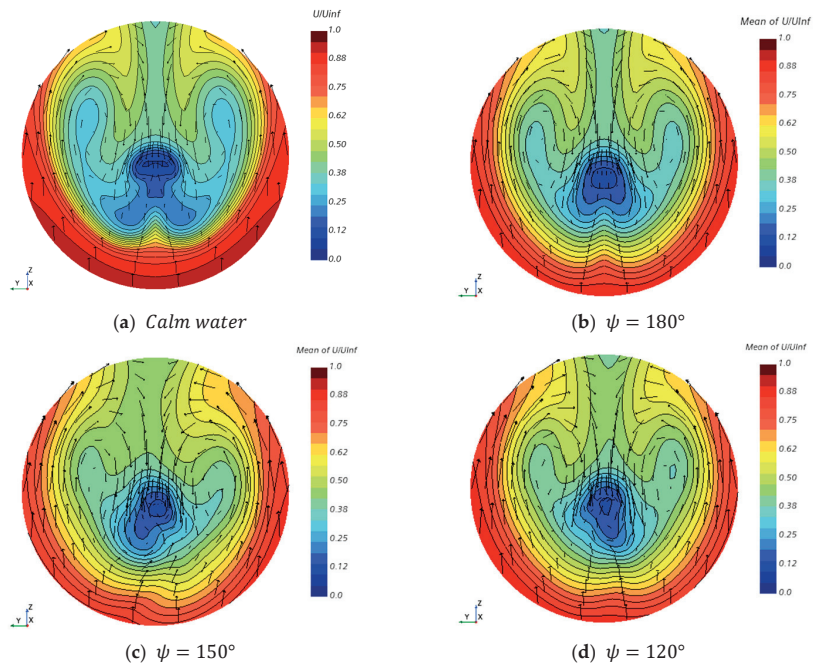 U/Uinf
1.0
0.88
0.75
0.62
0.50
0.38
0.25
0.12
0.0
Z
Y X
(a) Calm water
Mean of U/UInf
1.0
0.88
0.75
0.62
0.50
0.38
0.25
0.12
0.0
Z
Y X
(b) ψ = 180°
Mean of U/UInf
1.0
0.88
0.75
0.62
0.50
0.38
0.25
0.12
0.0
Z
Y X
(c) ψ = 150°
Mean of U/UInf
1.0
0.88
0.75
0.62
0.50
0.38
0.25
0.12
0.0
Z
Y X
(d) ψ = 120°